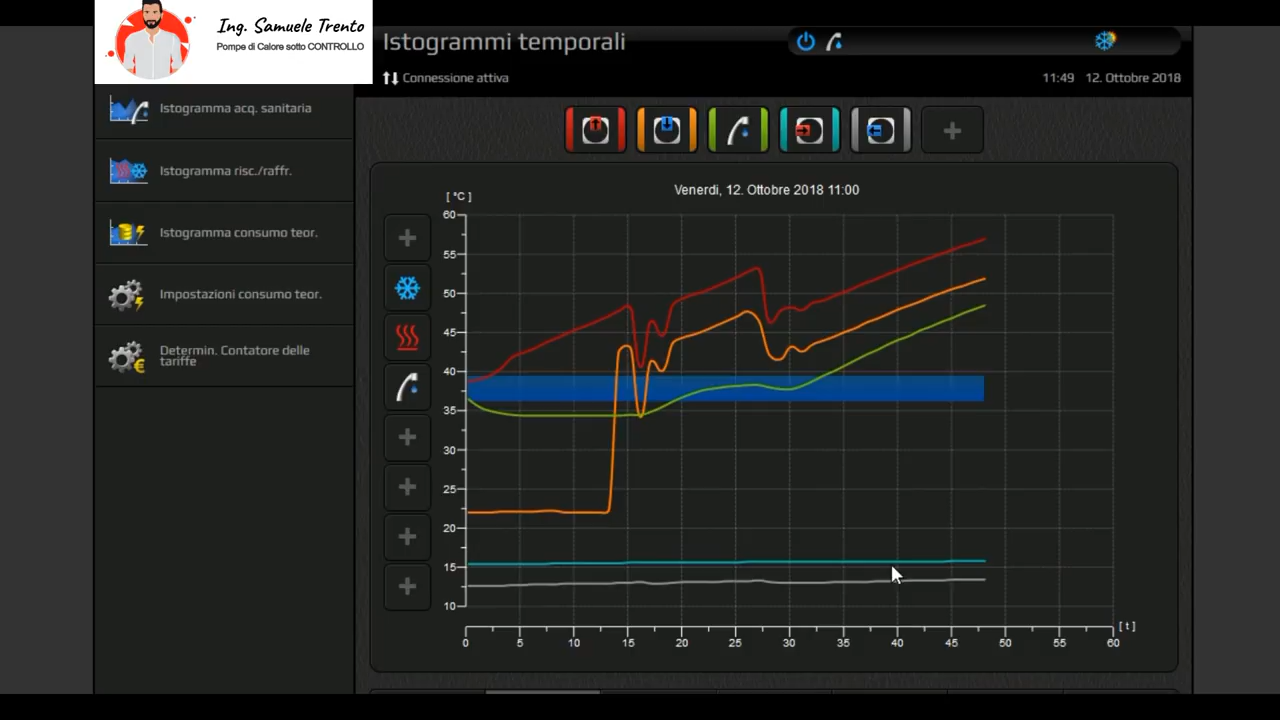 Ing. Samuele Trento
Pompe di Calore sotto CONTROLLO
Istogrammi temporali
Connessione attiva
11:49 12. Ottobre 2018
Istogramma acq. sanitaria
Istogramma risc./raffr.
Istogramma consumo teor.
Impostazioni consumo teor.
Determin. Contatore delle
tariffe
Venerdi, 12. Ottobre 2018 11:00
[ °C ]
60
55
50
45
40
35
30
25
20
15
10
0 5 10 15 20 25 30 35 40 45 50 55 60
[ t ]